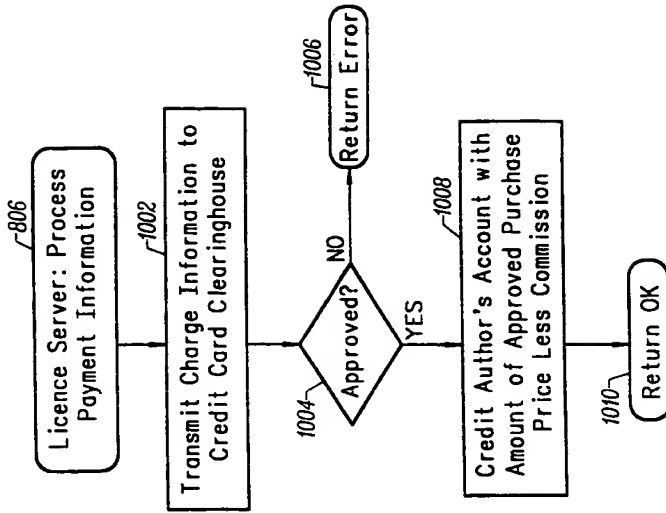 806
Licence Server: Process
Payment Information
1002
Transmit Charge Information to
Credit Card Clearinghouse
1004
Approved?
NO
1006
Return Error
YES
1008
Credit Author's Account with
Amount of Approved Purchase
Price Less Commission
1010
Return OK